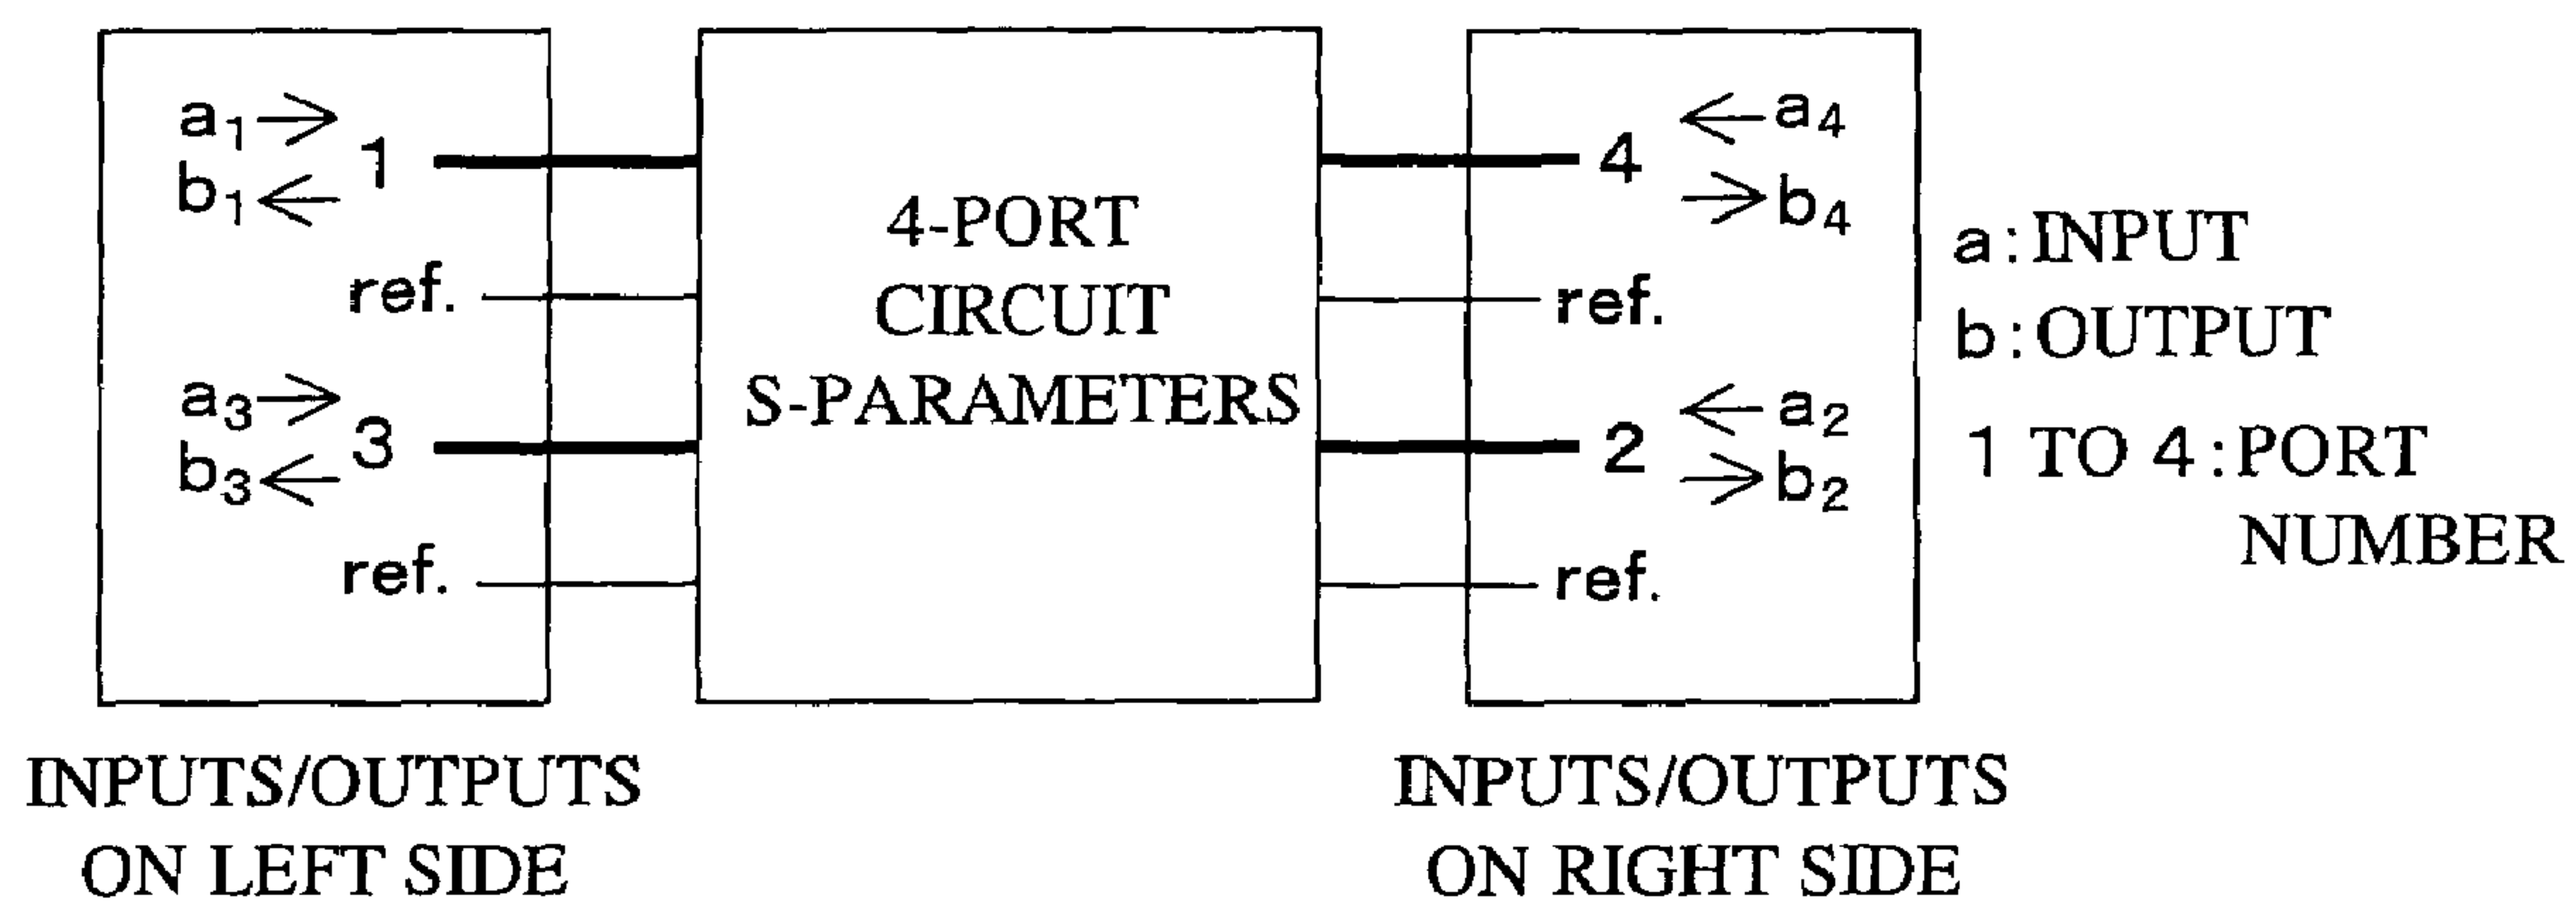 a1
b1
1
ref.
a3
b3
3
ref.
INPUTS/OUTPUTS
ON LEFT SIDE
4-PORT
CIRCUIT
S-PARAMETERS
4
a4
b4
ref.
2
a2
b2
ref.
INPUTS/OUTPUTS
ON RIGHT SIDE
a:INPUT
b:OUTPUT
1 TO 4:PORT
NUMBER